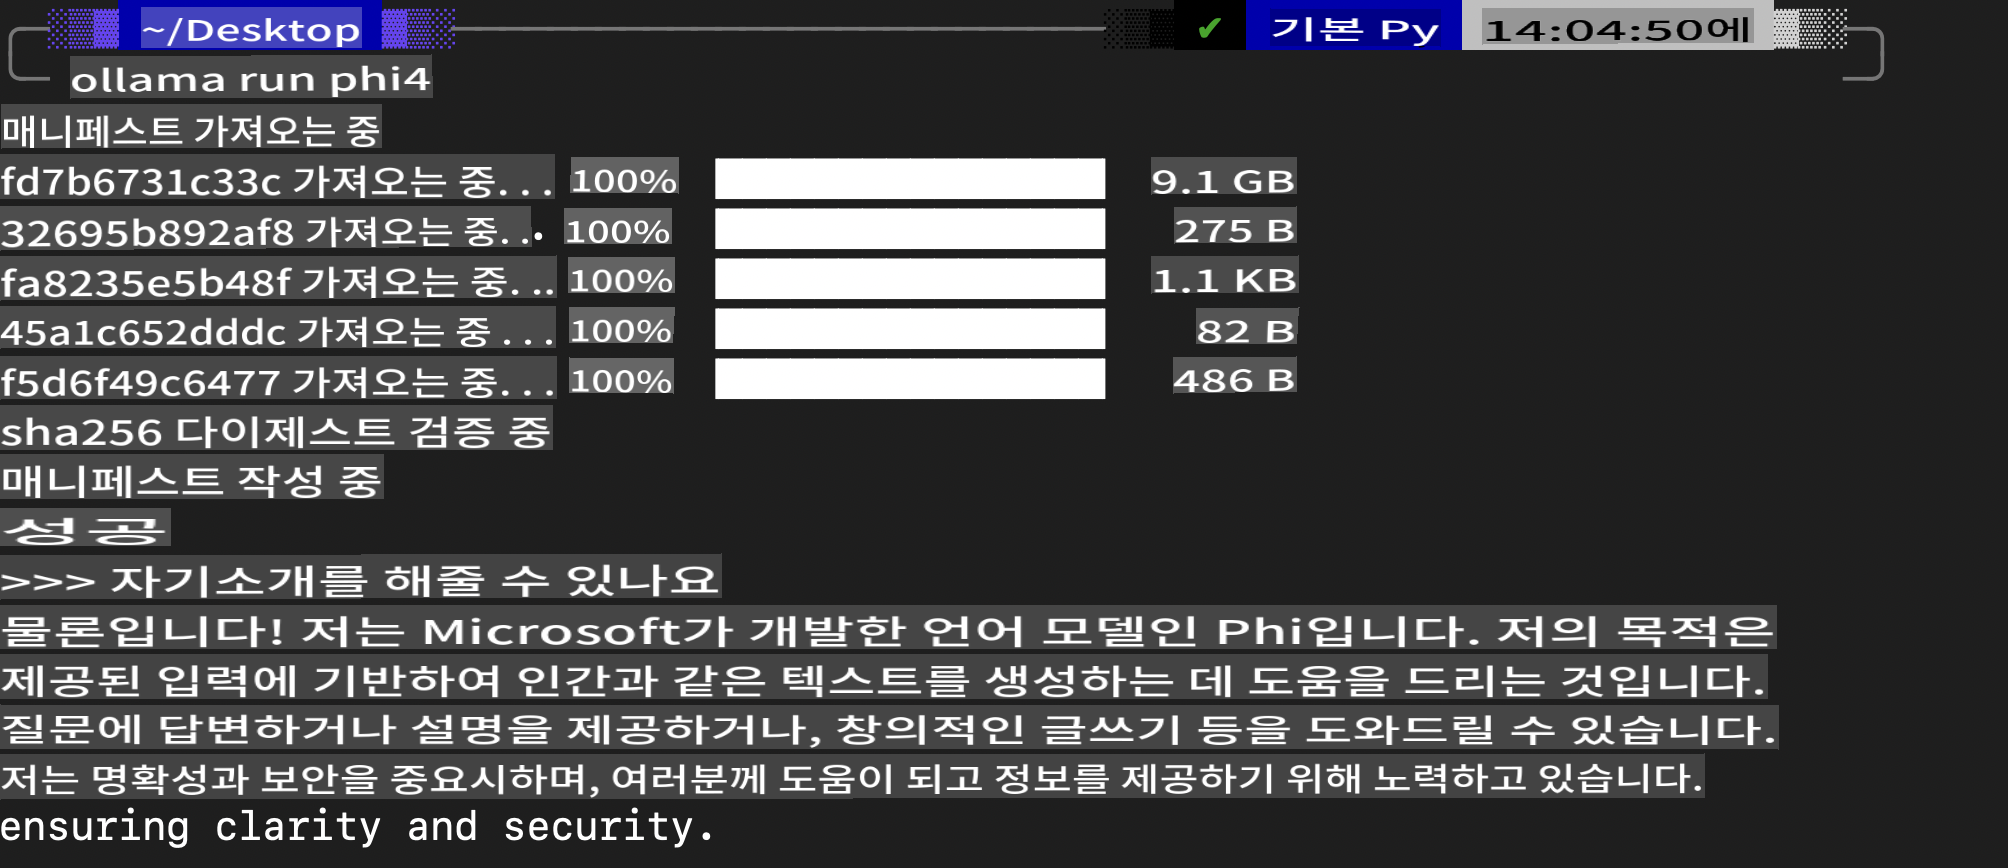 ~/Desktop ✔ 기본 Py 14:04:50에
ollama run phi4
매니페스트 가져오는 중
fd7b6731c33c 가져오는 중. . . 100% 9.1 GB
32695b892af8 가져오는 중. . . 100% 275 B
fa8235e5b48f 가져오는 중. .. 100% 1.1 KB
45a1c652dddc 가져오는 중 . . . 100% 82 B
f5d6f49c6477 가져오는 중. . . 100% 486 B
sha256 다이제스트 검증 중
매니페스트 작성 중
성공
>>> 자기소개를 해줄 수 있나요
물론입니다! 저는 Microsoft가 개발한 언어 모델인 Phi입니다. 저의 목적은
제공된 입력에 기반하여 인간과 같은 텍스트를 생성하는 데 도움을 드리는 것입니다.
질문에 답변하거나 설명을 제공하거나, 창의적인 글쓰기 등을 도와드릴 수 있습니다.
저는 명확성과 보안을 중요시하며, 여러분께 도움이 되고 정보를 제공하기 위해 노력하고 있습니다.
ensuring clarity and security.